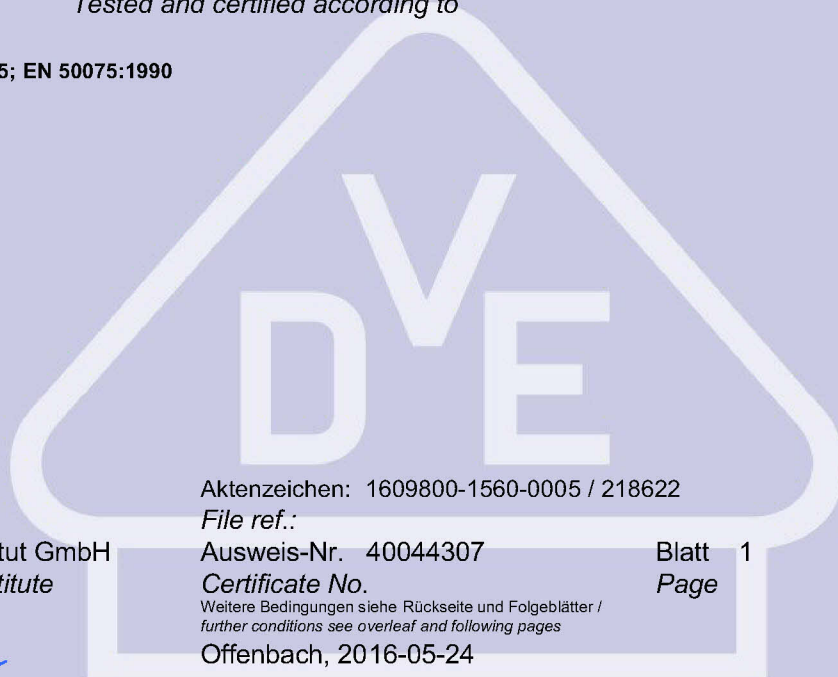 Tested and certified according to
5; EN 50075:1990
VDE
Aktenzeichen: 1609800-1560-0005 / 218622
File ref.:
tut GmbH Ausweis-Nr. 40044307 Blatt 1
titute Certificate No. Page
Weitere Bedingungen siehe Rückseite und Folgeblätter /
further conditions see overleaf and following pages
Offenbach, 2016-05-24